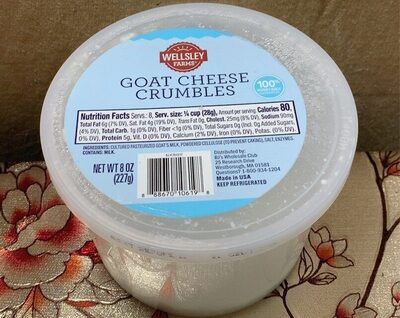 WELLSLEY
FARMS®
GOAT CHEESE
CRUMBLES
100%
Nutrition Facts Servs: 8, Serv. size: ¼ cup (28g), Amount per serving: Calories 80,
Total Fat 6g (7% DV), Sat. Fat 4g (19% DV), Trans Fat 0g, Cholest. 25mg (8% DV), Sodium 90mg
(4% DV), Total Carb. 1g (0% DV), Fiber <1g (0% DV), Total Sugars 0g (Incl. 0g Added Sugars,
0% DV), Protein 5g, Vit. D (0% DV), Calcium (2% DV), Iron (0% DV), Potas. (0% DV).
INGREDIENTS: CULTURED PASTEURIZED GOAT'S MILK, POWDERED CELLULOSE (TO PREVENT CAKING), SALT, ENZYMES.
CONTAINS: MILK.
NET WT 8 OZ
(227g)
8 88670 10619 8
Distributed by:
BJ's Wholesale Club
25 Research Drive
Westborough, MA 01581
Questions? 1-800-934-1204
Made in USA
KEEP REFRIGERATED